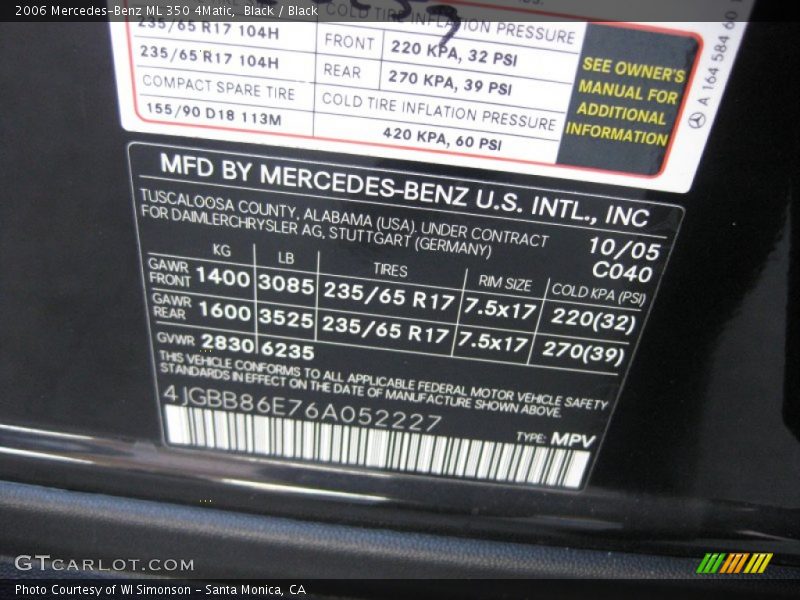 2006 Mercedes-Benz ML 350 4Matic,  Black / Black
COLD TIRE INFLATION PRESSURE
235/65 R17 104H
FRONT 220 KPA, 32 PSI
235/65 R17 104H
REAR 270 KPA, 39 PSI
COMPACT SPARE TIRE
COLD TIRE INFLATION PRESSURE
155/90 D18 113M
420 KPA, 60 PSI
SEE OWNER'S
MANUAL FOR
ADDITIONAL
INFORMATION
A 164 584 60
MFD BY MERCEDES-BENZ U.S. INTL., INC
TUSCALOOSA COUNTY, ALABAMA (USA). UNDER CONTRACT
FOR DAIMLERCHRYSLER AG, STUTTGART (GERMANY)
10/05
C040
KG LB TIRES RIM SIZE COLD KPA (PSI)
GAWR FRONT 1400 3085 235/65 R17 7.5x17 220(32)
GAWR REAR 1600 3525 235/65 R17 7.5x17 270(39)
GVWR 2830 6235
THIS VEHICLE CONFORMS TO ALL APPLICABLE FEDERAL MOTOR VEHICLE SAFETY
STANDARDS IN EFFECT ON THE DATE OF MANUFACTURE SHOWN ABOVE.
4JGBB86E76A052227
TYPE: MPV
GTCARLOT.COM
Photo Courtesy of WI Simonson – Santa Monica, CA